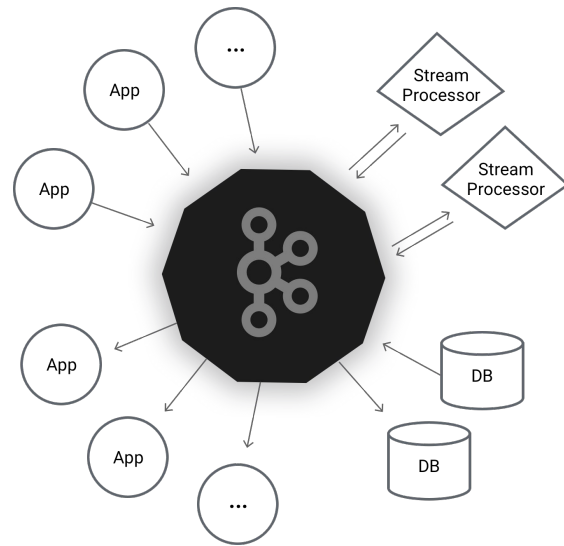 ...
App
App
Stream
Processor
Stream
Processor
App
App
...
DB
DB